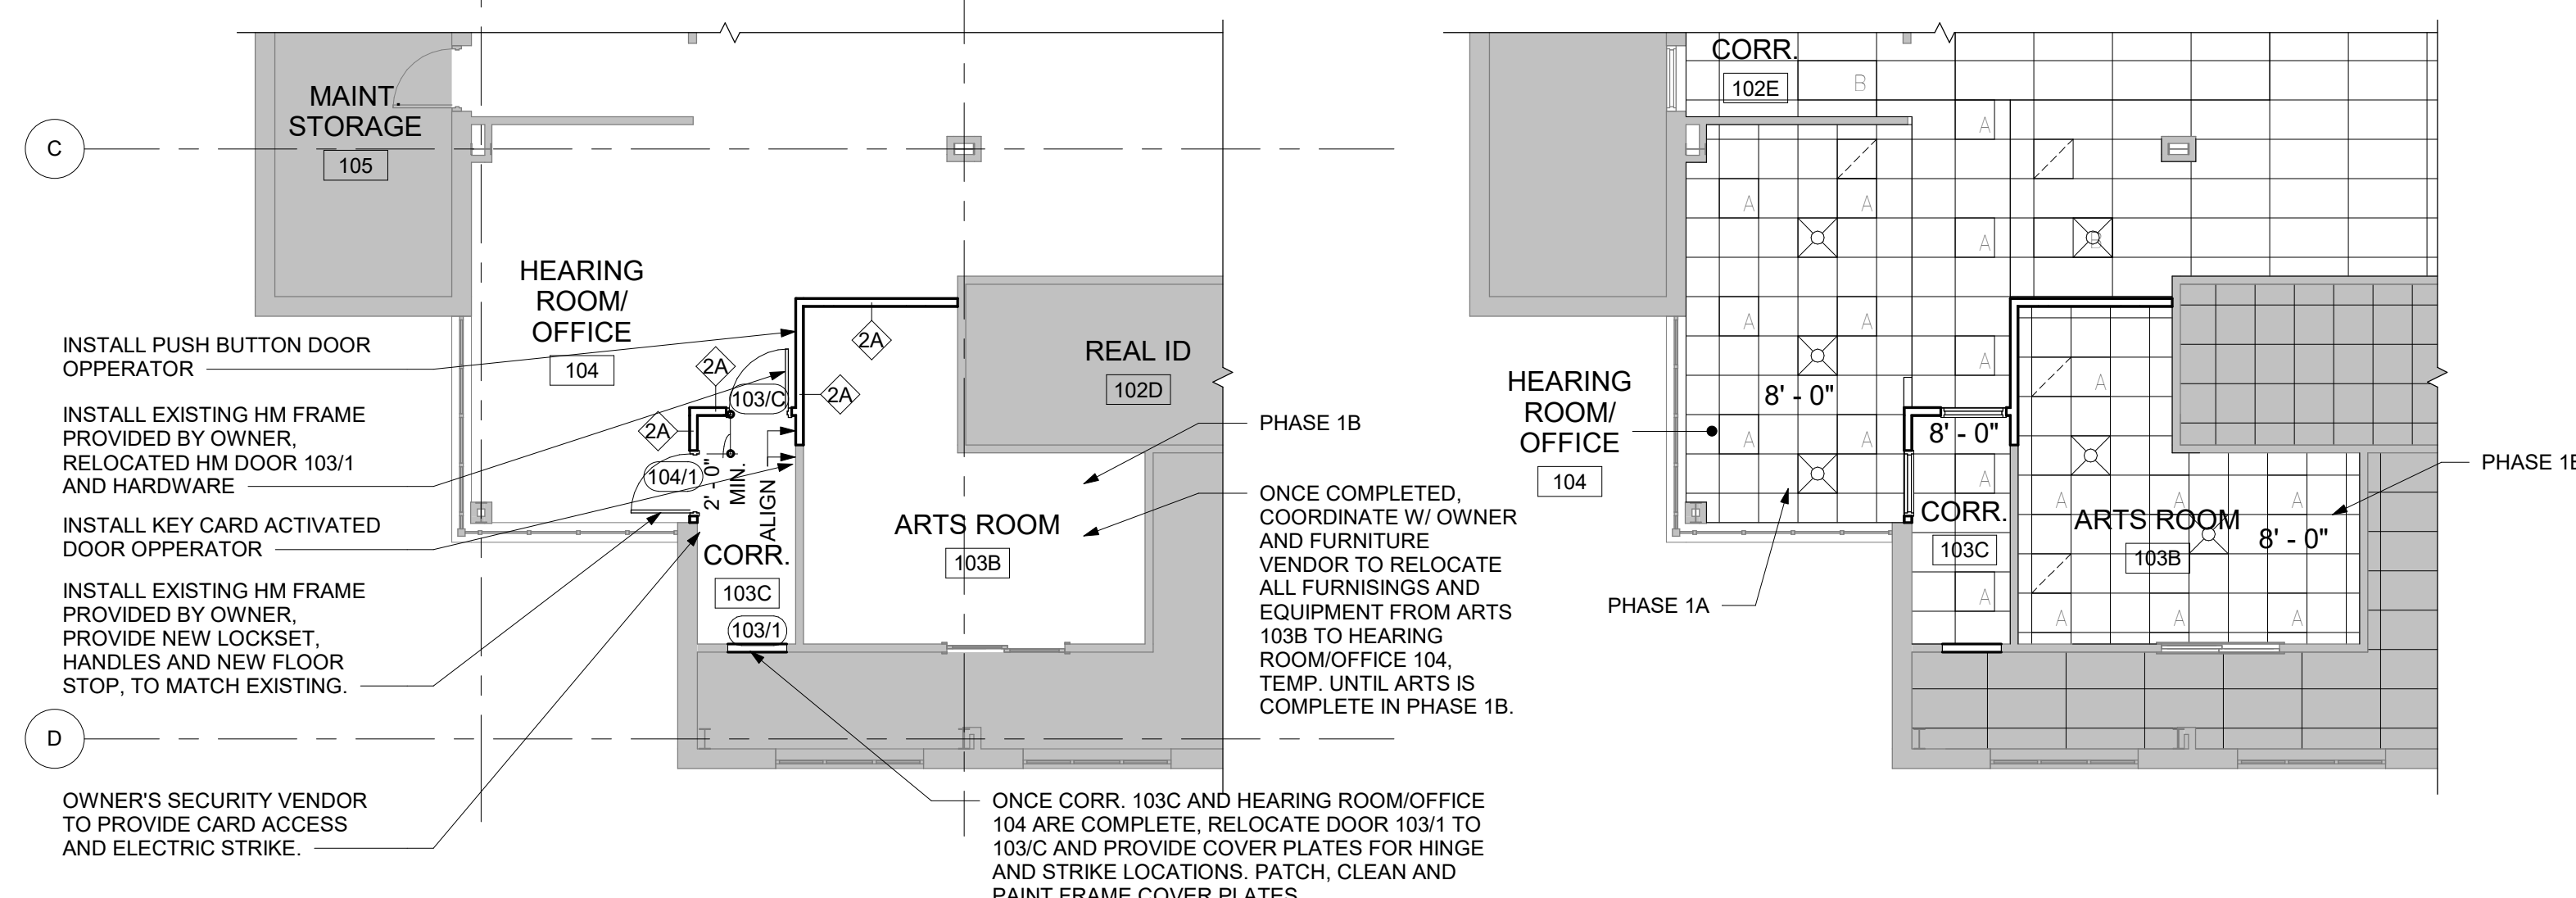 C
MAINT.
STORAGE
105
HEARING
ROOM/
OFFICE
104
INSTALL PUSH BUTTON DOOR
OPPERATOR
INSTALL EXISTING HM FRAME
PROVIDED BY OWNER,
RELOCATED HM DOOR 103/1
AND HARDWARE
INSTALL KEY CARD ACTIVATED
DOOR OPPERATOR
INSTALL EXISTING HM FRAME
PROVIDED BY OWNER,
PROVIDE NEW LOCKSET,
HANDLES AND NEW FLOOR
STOP, TO MATCH EXISTING.
D
OWNER'S SECURITY VENDOR
TO PROVIDE CARD ACCESS
AND ELECTRIC STRIKE.
2A
2A
2A
2A
103/C
104/1
2' - 0"
MIN.
ALIGN
CORR.
103C
103/1
REAL ID
102D
ARTS ROOM
103B
PHASE 1B
ONCE COMPLETED,
COORDINATE W/ OWNER
AND FURNITURE
VENDOR TO RELOCATE
ALL FURNISINGS AND
EQUIPMENT FROM ARTS
103B TO HEARING
ROOM/OFFICE 104,
TEMP. UNTIL ARTS IS
COMPLETE IN PHASE 1B.
ONCE CORR. 103C AND HEARING ROOM/OFFICE
104 ARE COMPLETE, RELOCATE DOOR 103/1 TO
103/C AND PROVIDE COVER PLATES FOR HINGE
AND STRIKE LOCATIONS. PATCH, CLEAN AND
PAINT FRAME COVER PLATES
CORR.
102E
B
A
A
A
A
A
A
A
A
A
A
HEARING
ROOM/
OFFICE
104
8' - 0"
8' - 0"
A
CORR.
103C
A
PHASE 1A
A
A
A
A
ARTS ROOM
103B
8' - 0"
A
A
A
PHASE 1B